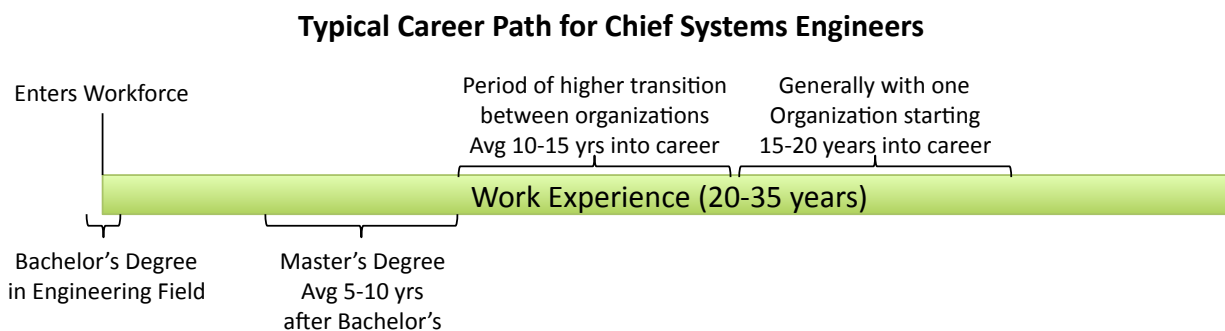 Typical Career Path for Chief Systems Engineers
Enters Workforce
Period of higher transition
between organizations
Avg 10-15 yrs into career
Generally with one
Organization starting
15-20 years into career
Work Experience (20-35 years)
Bachelor’s Degree
in Engineering Field
Master’s Degree
Avg 5-10 yrs
after Bachelor’s